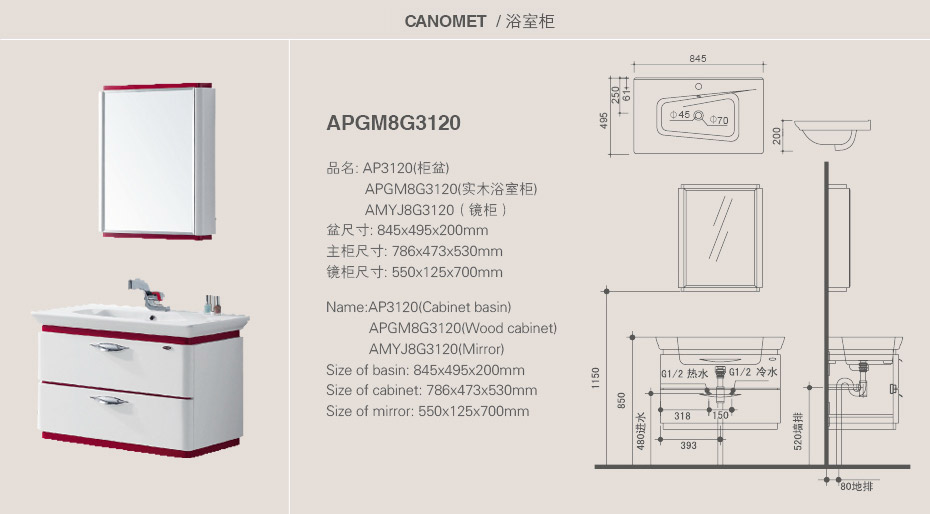 CANOMET / 浴室柜
APGM8G3120
品名: AP3120(柜盆)
APGM8G3120(实木浴室柜)
AMYJ8G3120 ( 镜柜 )
盆尺寸: 845x495x200mm
主柜尺寸: 786x473x530mm
镜柜尺寸: 550x125x700mm
Name:AP3120(Cabinet basin)
APGM8G3120(Wood cabinet)
AMYJ8G3120(Mirror)
Size of basin: 845x495x200mm
Size of cabinet: 786x473x530mm
Size of mirror: 550x125x700mm
845
495
250
61
Φ45
Φ70
200
1150
850
480进水
G1/2 热水
G1/2 冷水
318
150
393
520墙排
80地排